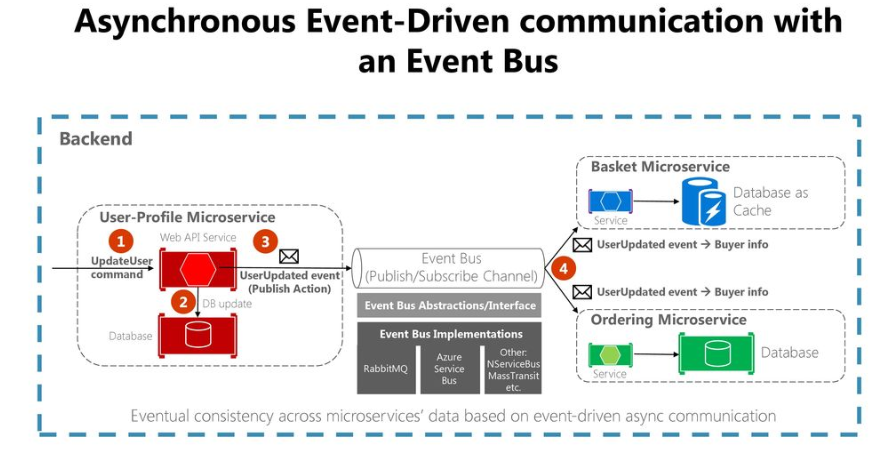 Asynchronous Event-Driven communication with
an Event Bus
Backend
User-Profile Microservice
Web API Service
1
3
UpdateUser
command
UserUpdated event
(Publish Action)
2
DB update
Database
Event Bus
(Publish/Subscribe Channel)
Event Bus Abstractions/Interface
Event Bus Implementations
RabbitMQ
Azure
Service
Bus
Other:
NServiceBus
MassTransit
etc.
4
Basket Microservice
Service
Database as
Cache
UserUpdated event → Buyer info
UserUpdated event → Buyer info
Ordering Microservice
Service
Database
Eventual consistency across microservices' data based on event-driven async communication